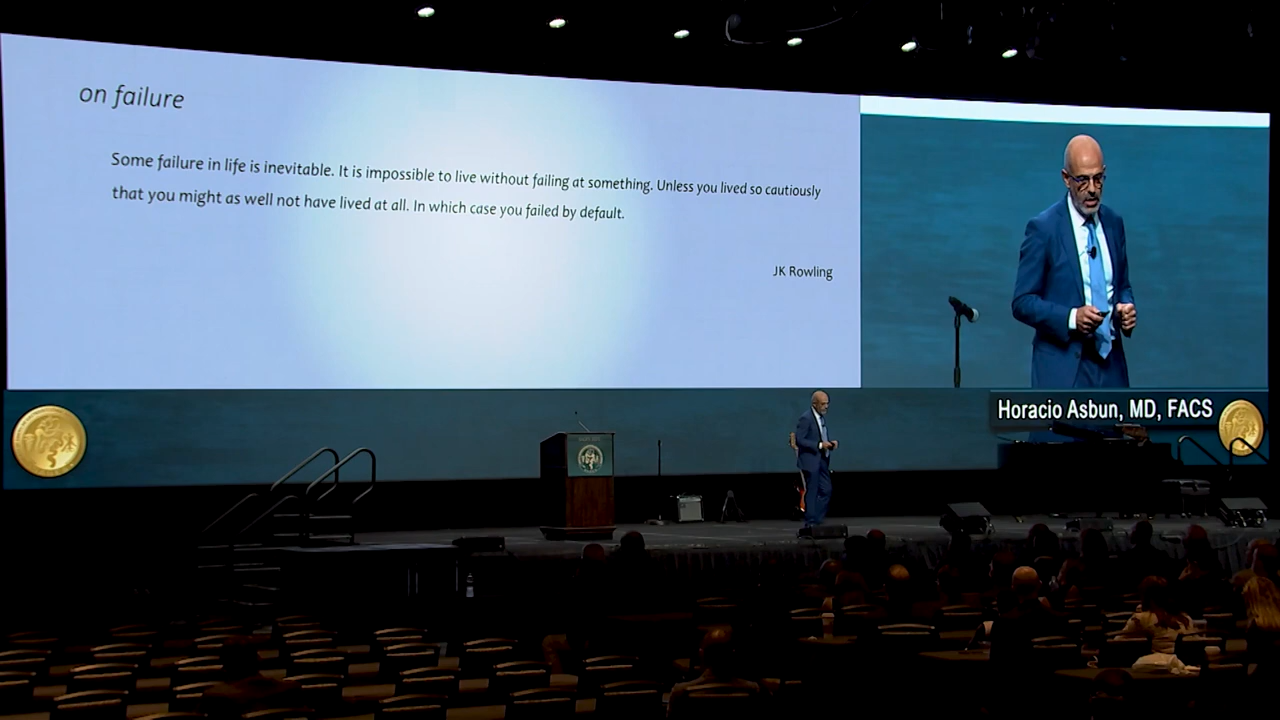 on failure
Some failure in life is inevitable. It is impossible to live without failing at something. Unless you lived so cautiously
that you might as well not have lived at all. In which case you failed by default.
JK Rowling
Horacio Asbun, MD, FACS